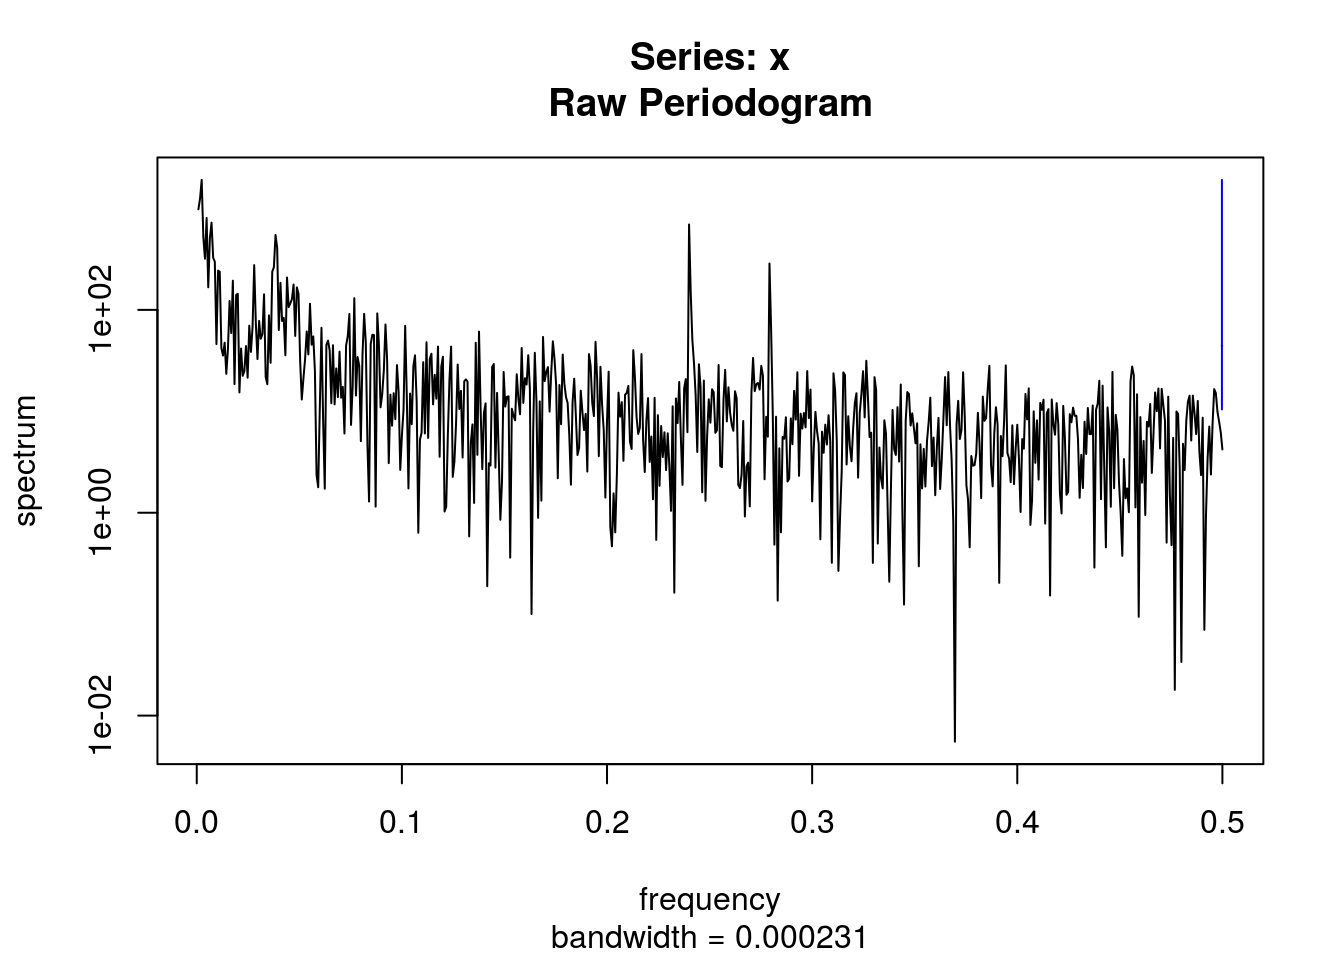 Series: x
Raw Periodogram
spectrum
1e+02
1e+00
1e-02
0.0 0.1 0.2 0.3 0.4 0.5
frequency
bandwidth = 0.000231